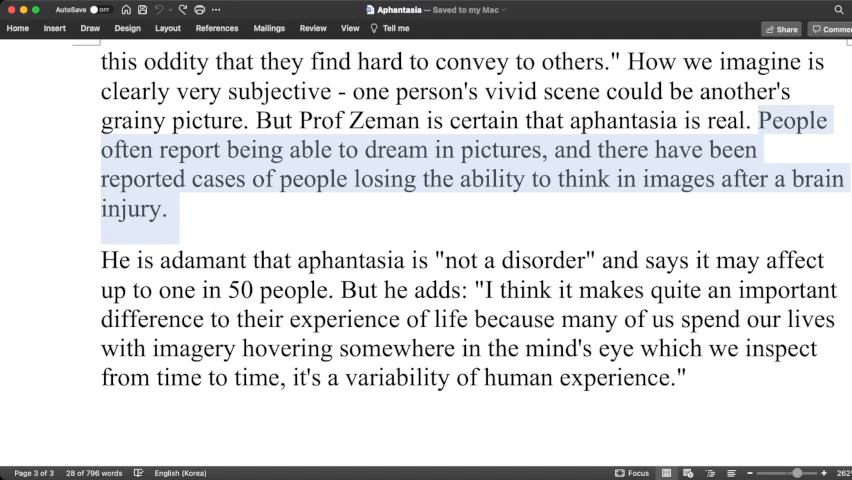 AutoSave OFF
Aphantasia — Saved to my Mac
Home Insert Draw Design Layout References Mailings Review View Tell me Share
this oddity that they find hard to convey to others." How we imagine is
clearly very subjective - one person's vivid scene could be another's
grainy picture. But Prof Zeman is certain that aphantasia is real. People
often report being able to dream in pictures, and there have been
reported cases of people losing the ability to think in images after a brain
injury.
He is adamant that aphantasia is "not a disorder" and says it may affect
up to one in 50 people. But he adds: "I think it makes quite an important
difference to their experience of life because many of us spend our lives
with imagery hovering somewhere in the mind's eye which we inspect
from time to time, it's a variability of human experience."
Page 3 of 3 28 of 796 words English (Korea) Focus